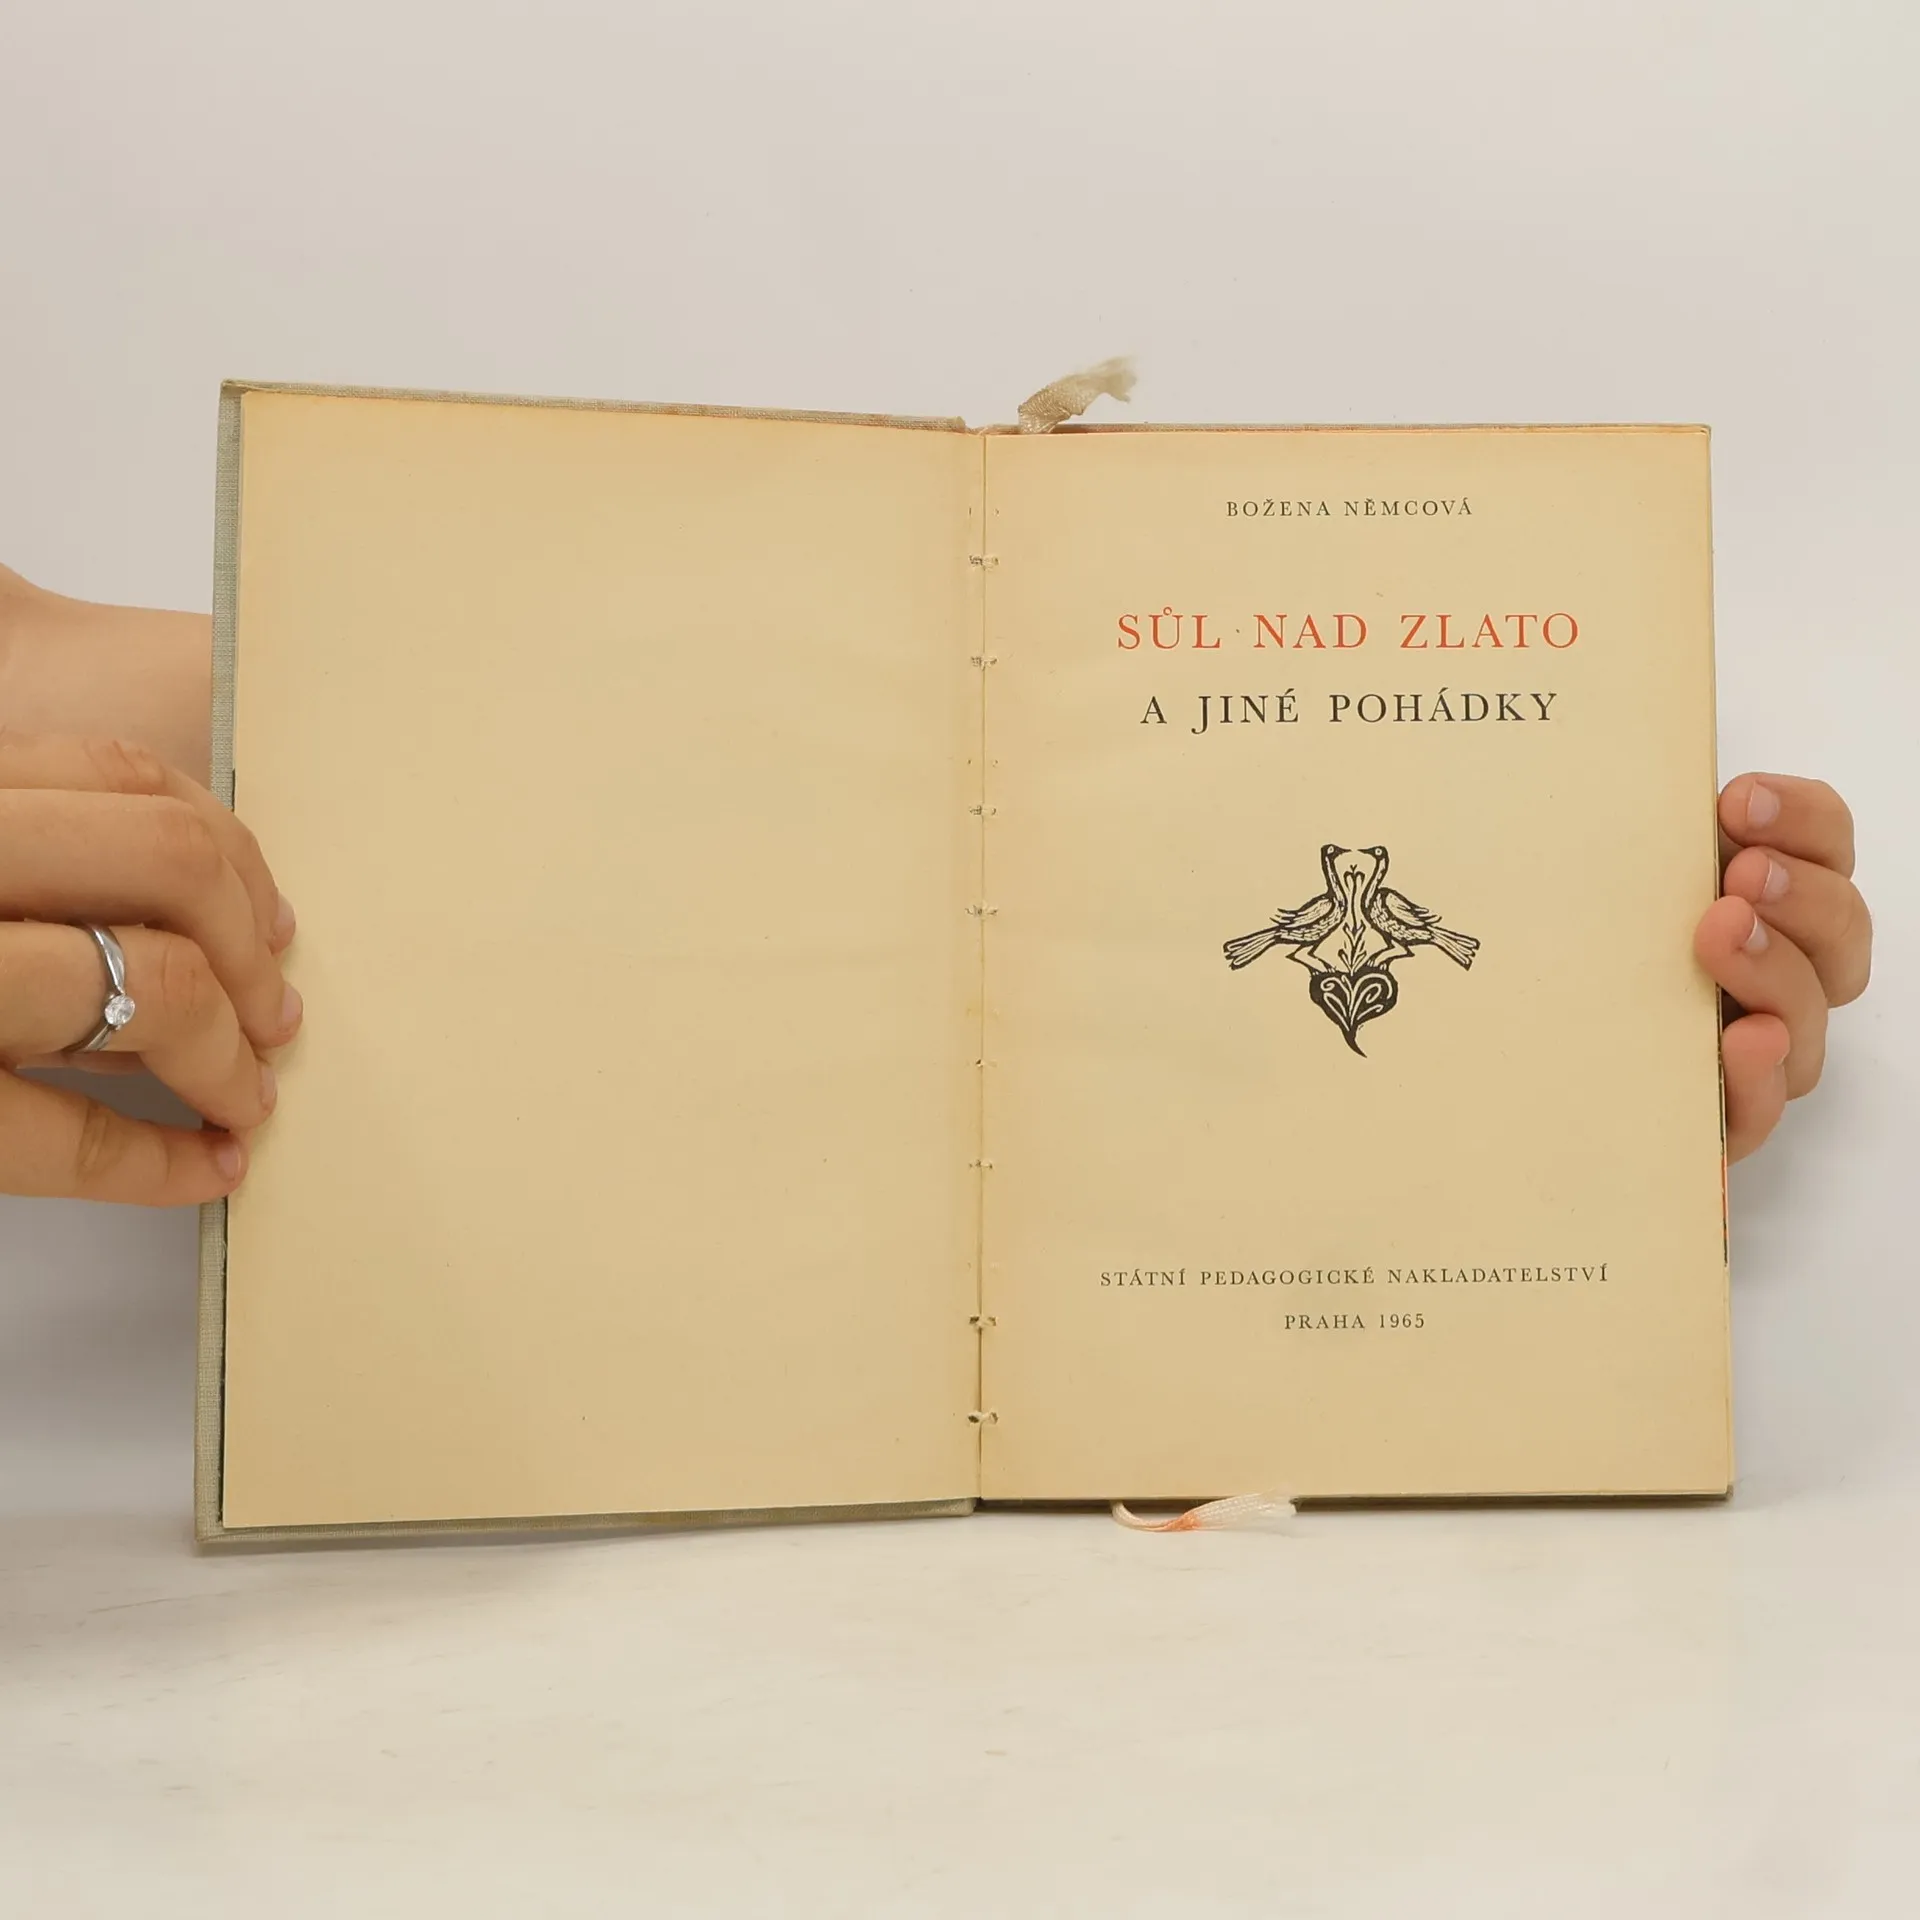 BOŽENA NĚMCOVÁ
SŮL NAD ZLATO
A JINÉ POHÁDKY
STÁTNÍ PEDAGOGICKÉ NAKLADATELSTVÍ
PRAHA 1965